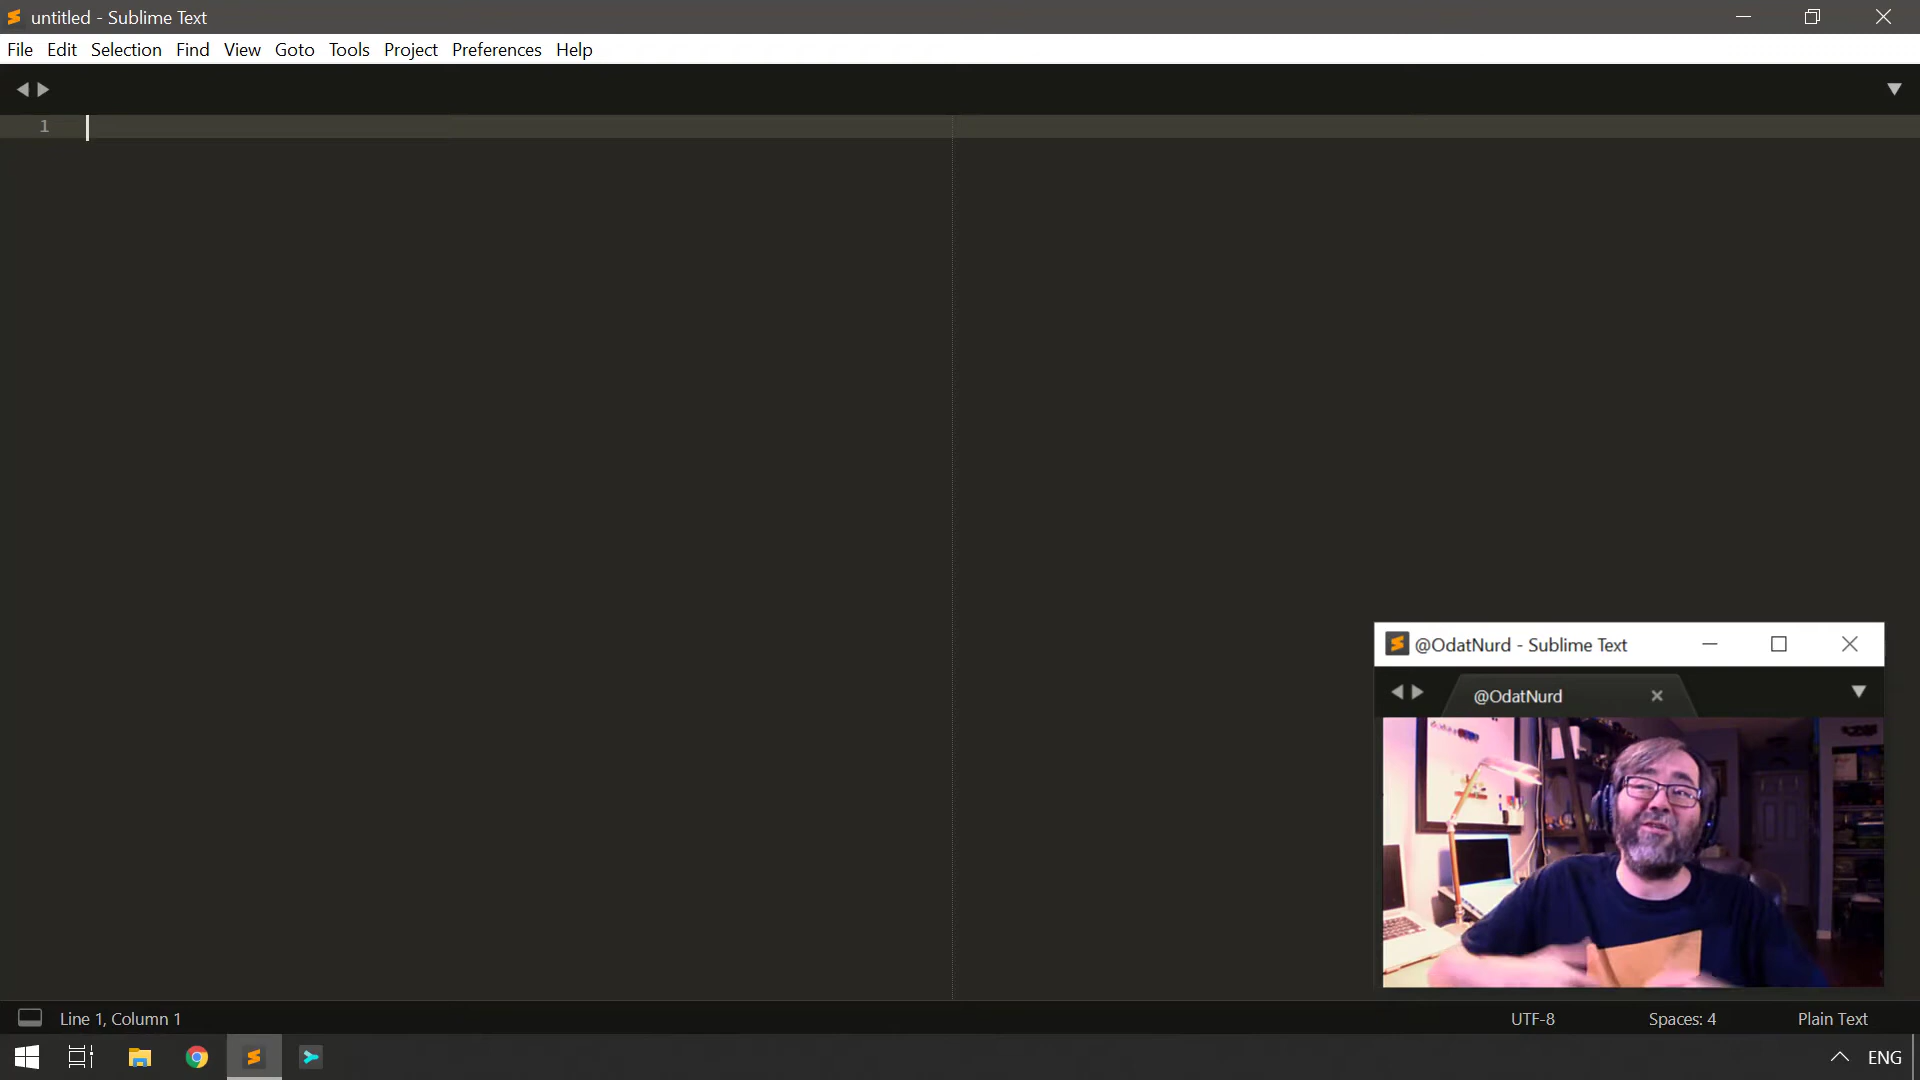 untitled - Sublime Text
File Edit Selection Find View Goto Tools Project Preferences Help
1
@OdatNurd - Sublime Text
@OdatNurd
Line 1, Column 1
UTF-8
Spaces: 4
Plain Text
ENG